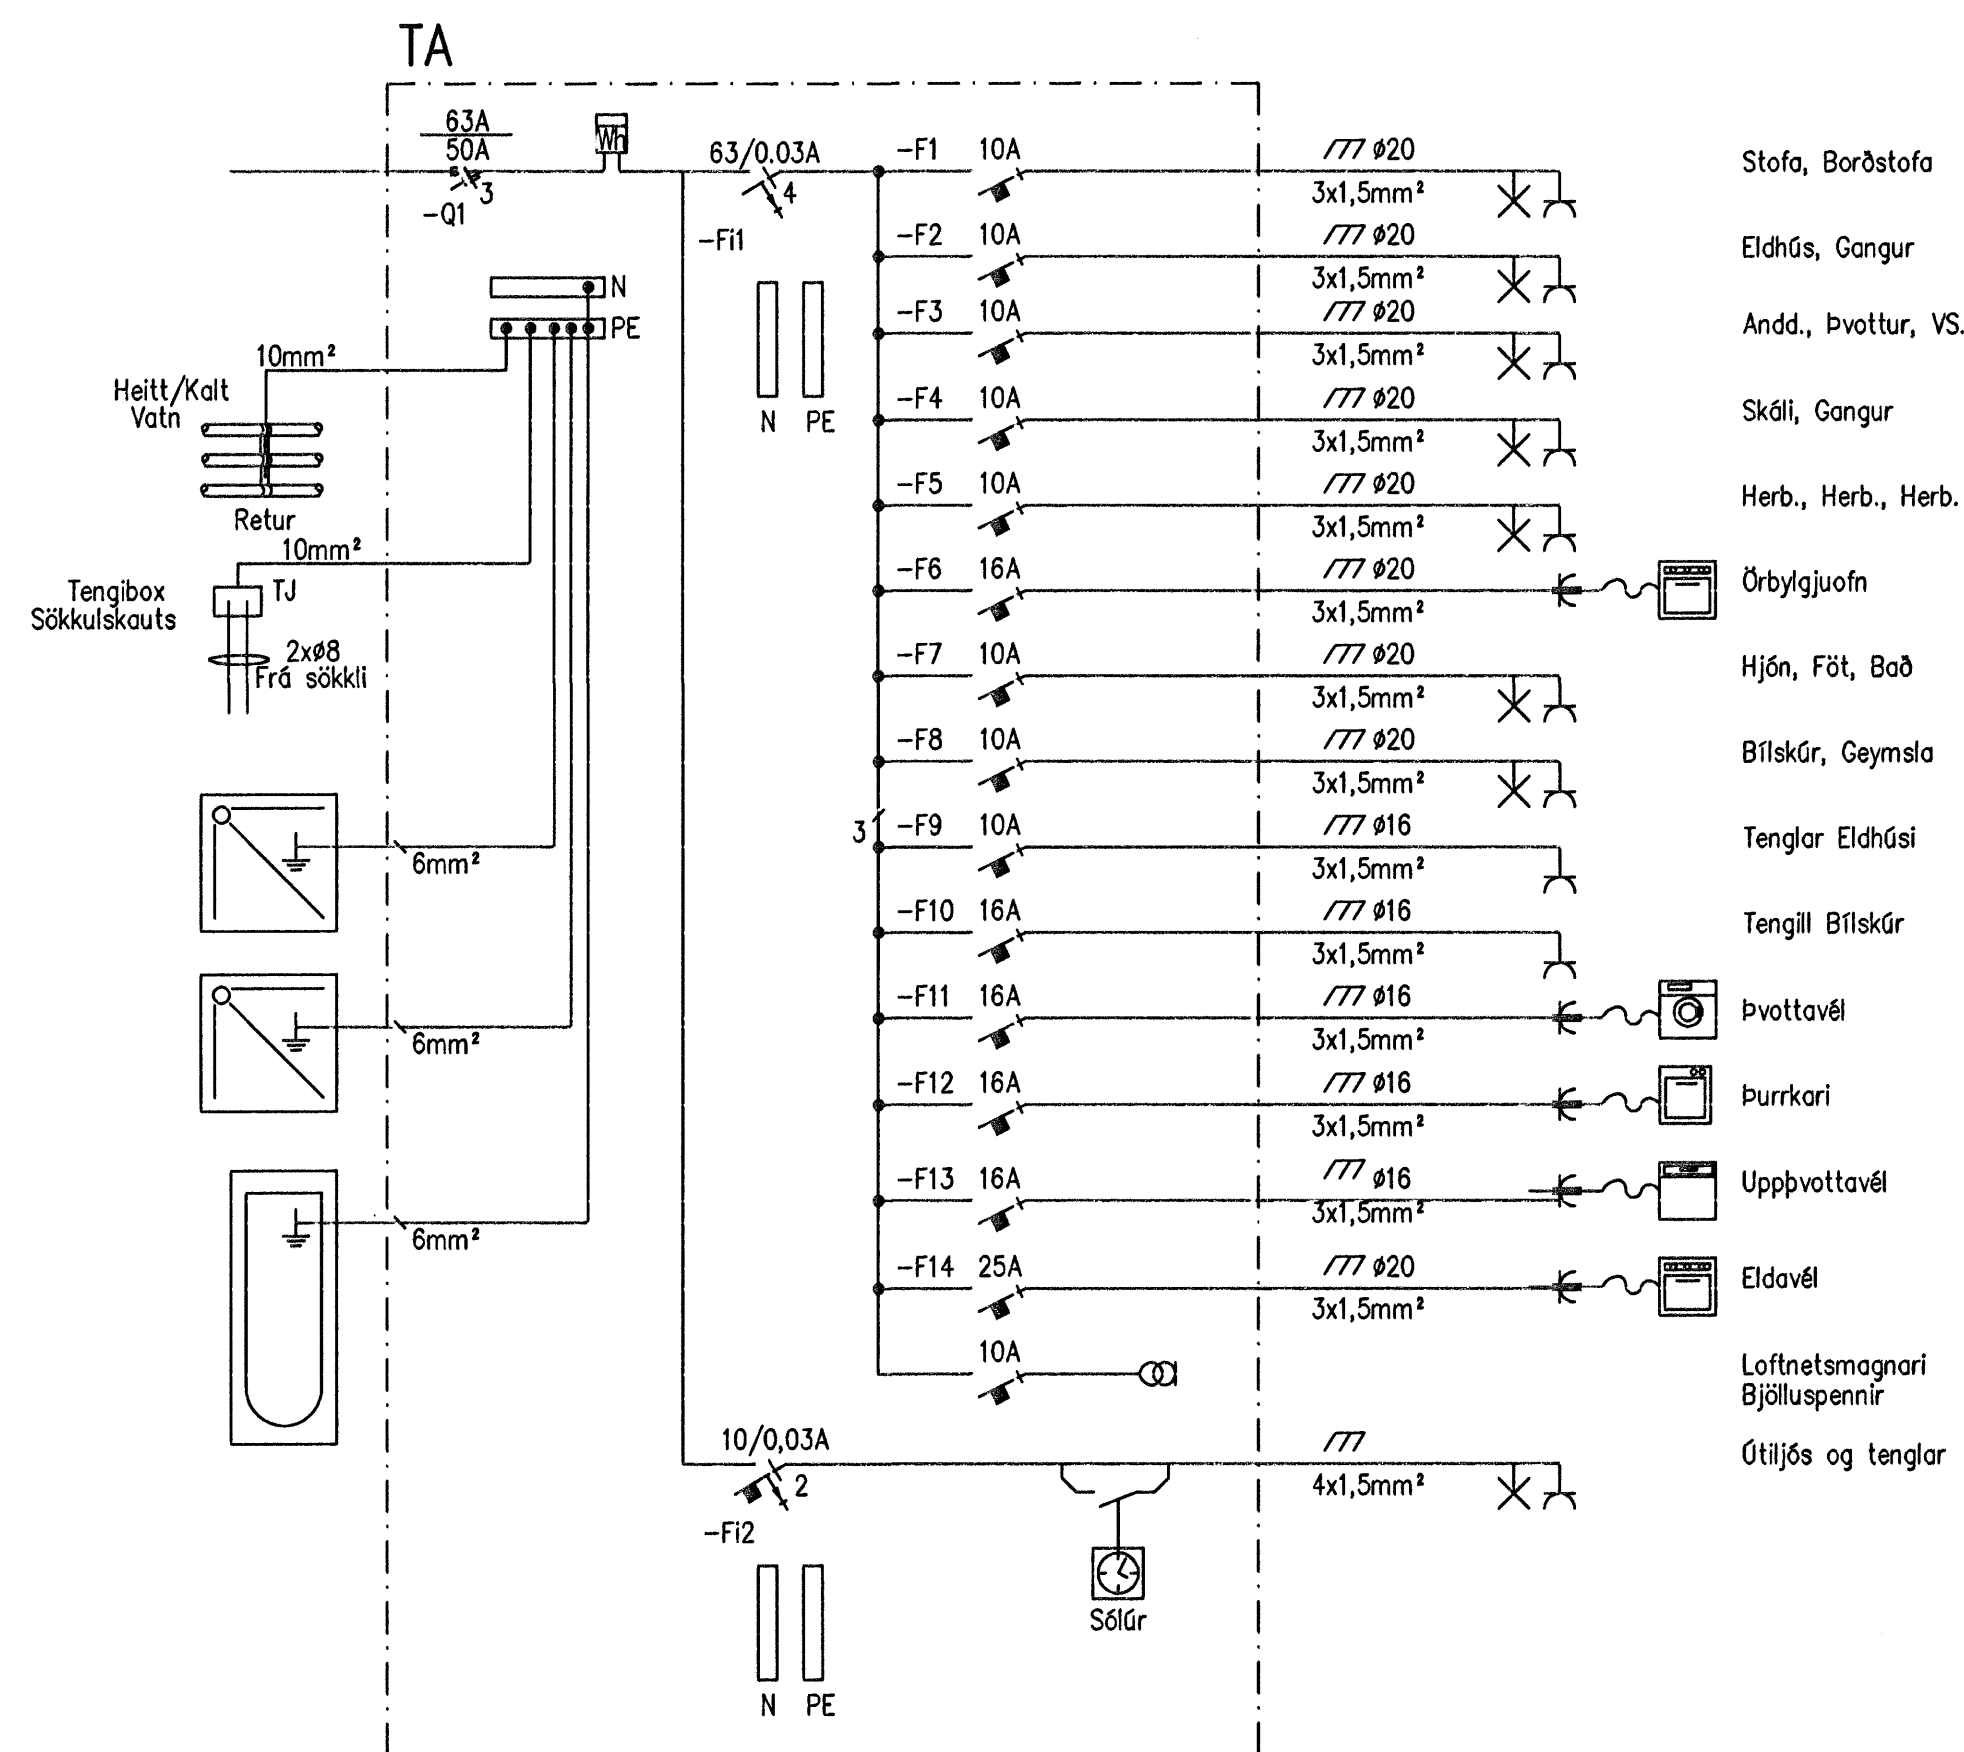 TA
63A
50A
3
-Q1
Wh
63/0.03A
4
-Fi1
N
PE
N
PE
10mm²
Heitt/Kalt
Vatn
Retur
10mm²
Tengibox
Sökkulskauts
TJ
2xø8
Frá sökkli
6mm²
6mm²
6mm²
-F1 10A ø20
3x1,5mm²
Stofa, Borðstofa
-F2 10A ø20
3x1,5mm²
Eldhús, Gangur
-F3 10A ø20
3x1,5mm²
Andd., Þvottur, VS.
-F4 10A ø20
3x1,5mm²
Skáli, Gangur
-F5 10A ø20
3x1,5mm²
Herb., Herb., Herb.
-F6 16A ø20
3x1,5mm²
Örbylgjuofn
-F7 10A ø20
3x1,5mm²
Hjón, Föt, Bað
-F8 10A ø20
3x1,5mm²
Bílskúr, Geymsla
3
-F9 10A ø16
3x1,5mm²
Tenglar Eldhúsi
-F10 16A ø16
3x1,5mm²
Tengill Bílskúr
-F11 16A ø16
3x1,5mm²
Þvottavél
-F12 16A ø16
3x1,5mm²
Þurrkari
-F13 16A ø16
3x1,5mm²
Uppþvottavél
-F14 25A ø20
3x1,5mm²
Eldavél
10A
Loftnetsmagnari
Bjölluspennir
10/0,03A
2
-Fi2
4x1,5mm²
Útiljós og tenglar
Sólúr
N
PE